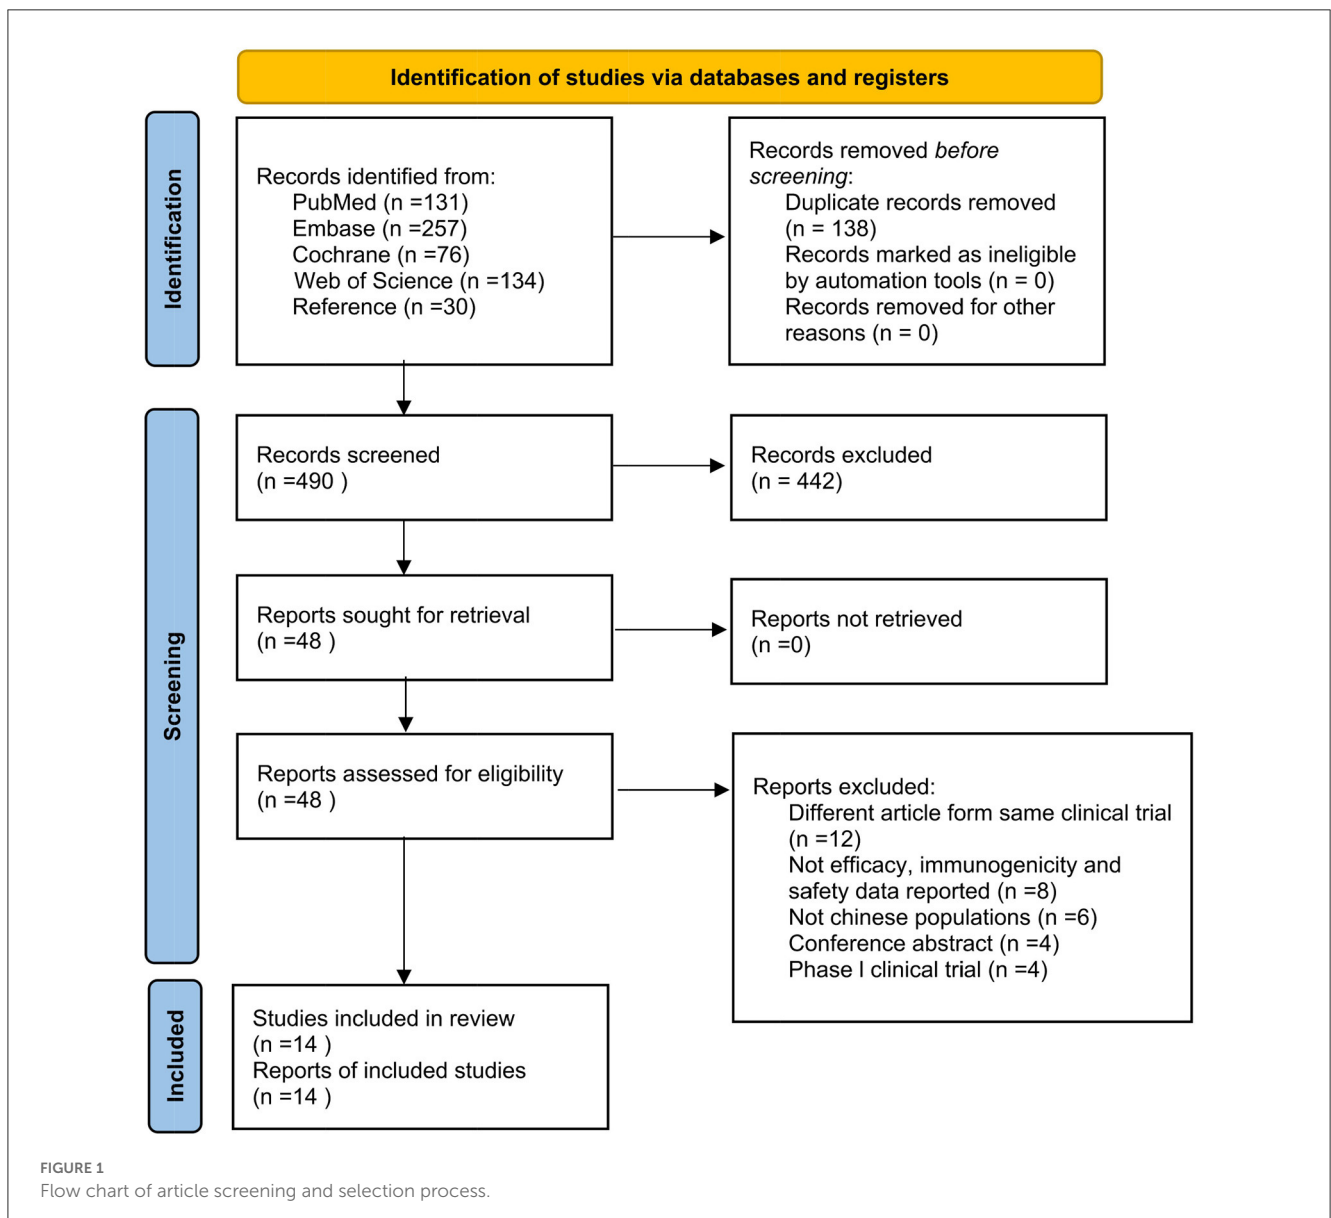 Identification of studies via databases and registers
Identification
Records identified from:
PubMed (n =131)
Embase (n =257)
Cochrane (n =76)
Web of Science (n =134)
Reference (n =30)
Records removed before
screening:
Duplicate records removed
(n = 138)
Records marked as ineligible
by automation tools (n = 0)
Records removed for other
reasons (n = 0)
Screening
Records screened
(n =490 )
Records excluded
(n = 442)
Reports sought for retrieval
(n =48 )
Reports not retrieved
(n =0)
Reports assessed for eligibility
(n =48 )
Reports excluded:
Different article form same clinical trial
(n =12)
Not efficacy, immunogenicity and
safety data reported (n =8)
Not chinese populations (n =6)
Conference abstract (n =4)
Phase I clinical trial (n =4)
Included
Studies included in review
(n =14 )
Reports of included studies
(n =14 )
FIGURE 1
Flow chart of article screening and selection process.